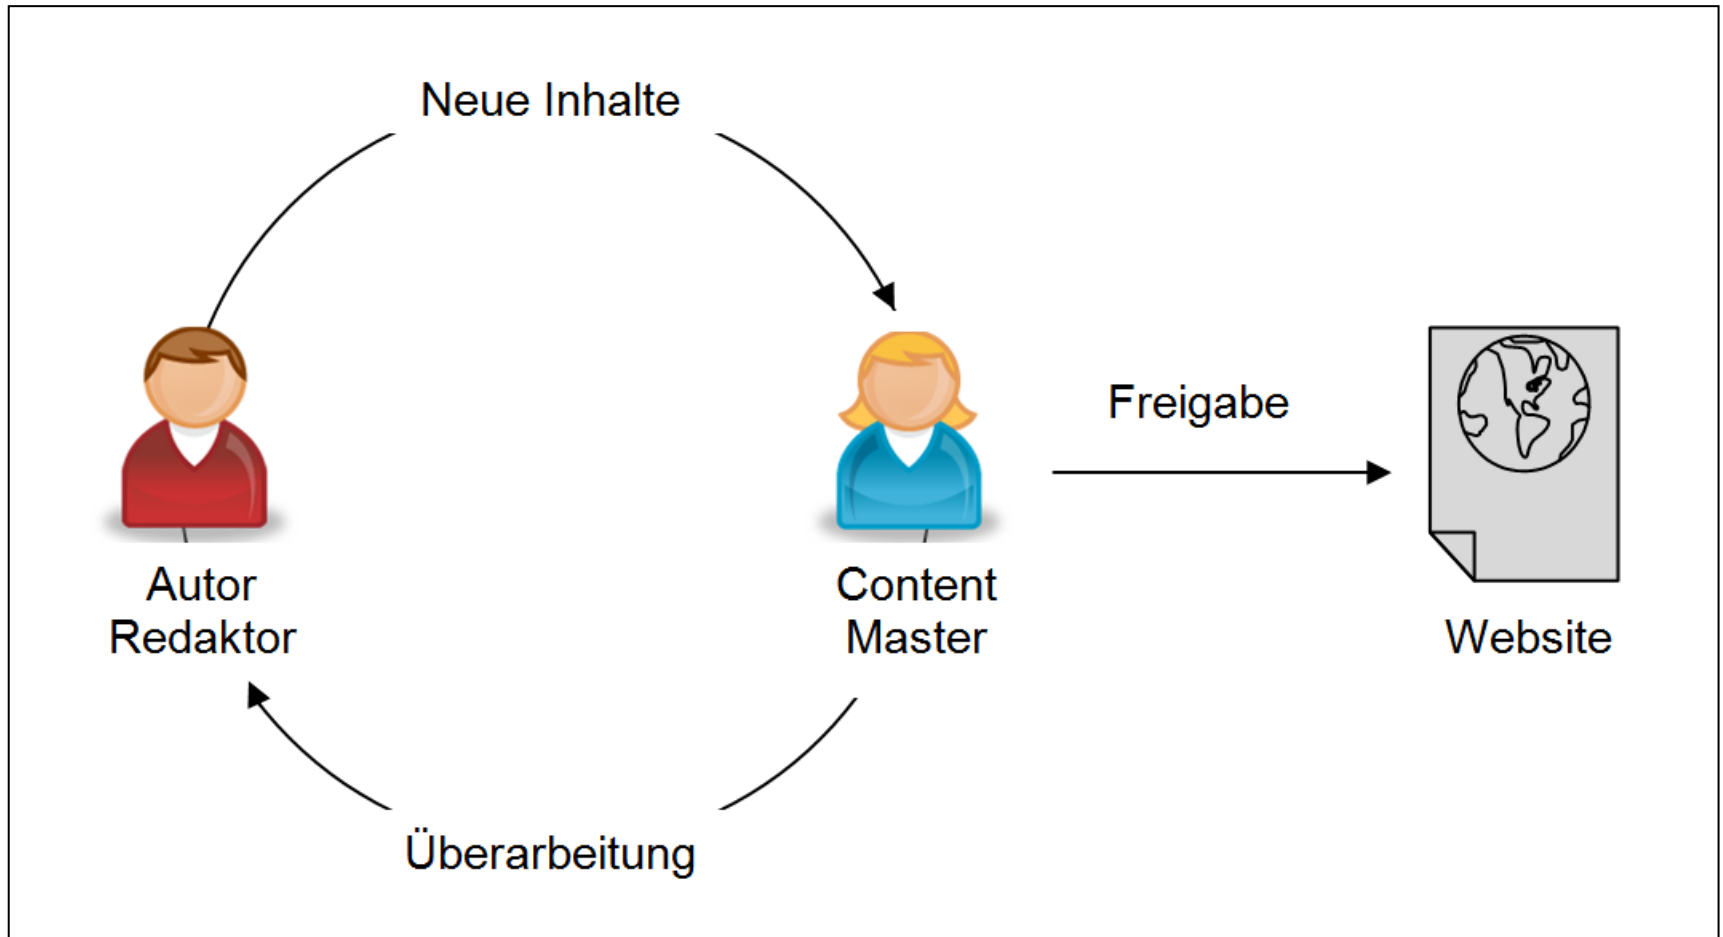 Neue Inhalte
Freigabe
Autor
Redaktor
Content
Master
Website
Überarbeitung